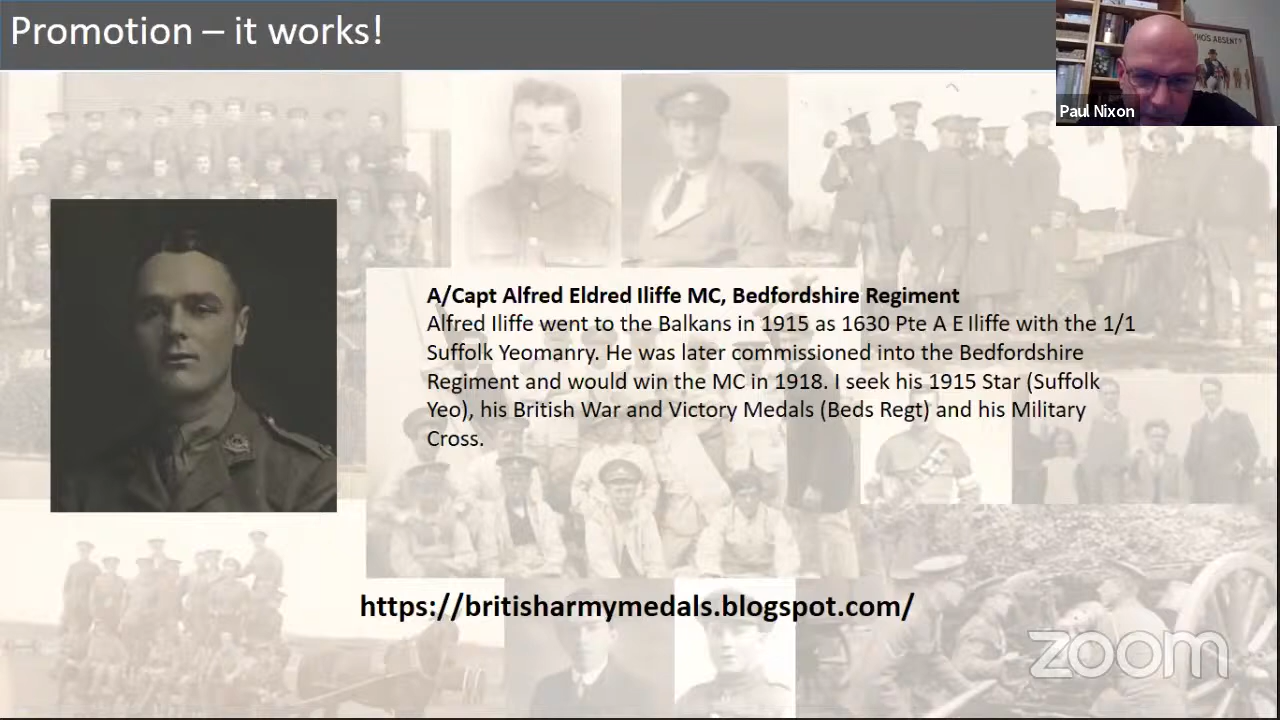 Promotion – it works!
WHO'S ABSENT?
Paul Nixon
A/Capt Alfred Eldred Iliffe MC, Bedfordshire Regiment
Alfred Iliffe went to the Balkans in 1915 as 1630 Pte A E Iliffe with the 1/1
Suffolk Yeomanry. He was later commissioned into the Bedfordshire
Regiment and would win the MC in 1918. I seek his 1915 Star (Suffolk
Yeo), his British War and Victory Medals (Beds Regt) and his Military
Cross.
https://britisharmymedals.blogspot.com/
zoom